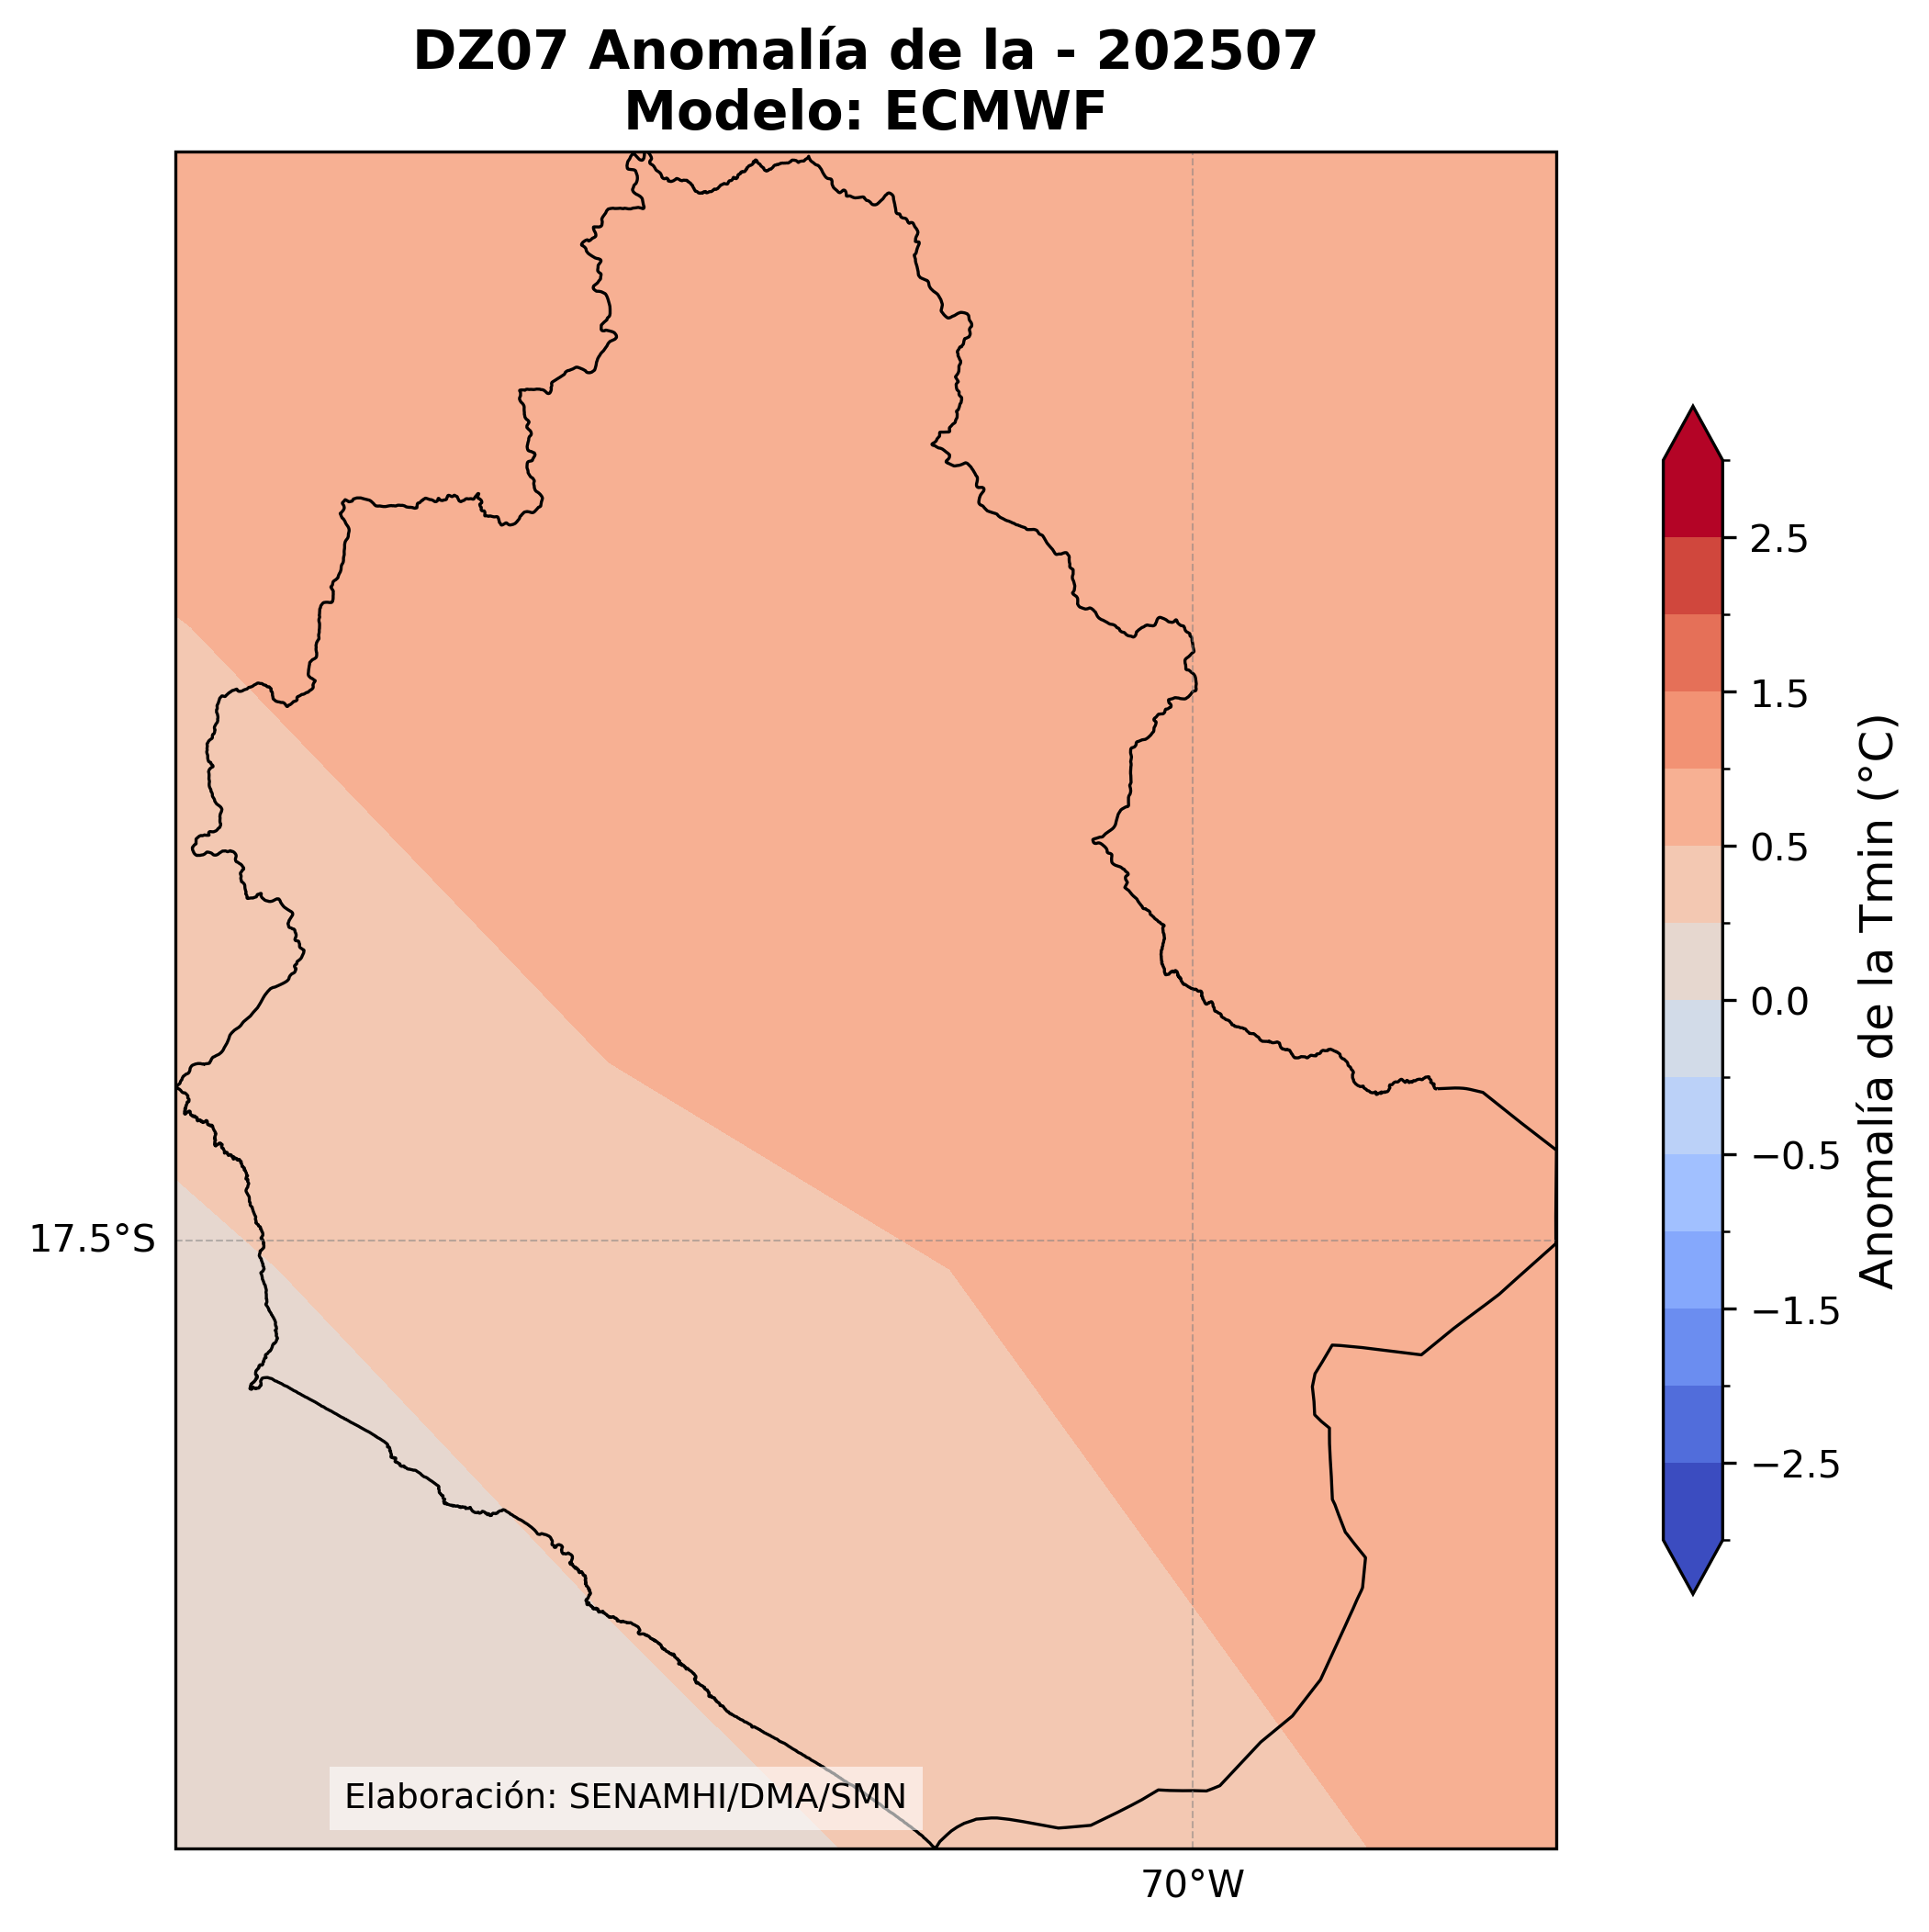 DZ07 Anomalía de la - 202507
Modelo: ECMWF
2.5
1.5
0.5
0.0
−0.5
−1.5
−2.5
Anomalía de la Tmin (°C)
17.5°S
Elaboración: SENAMHI/DMA/SMN
70°W